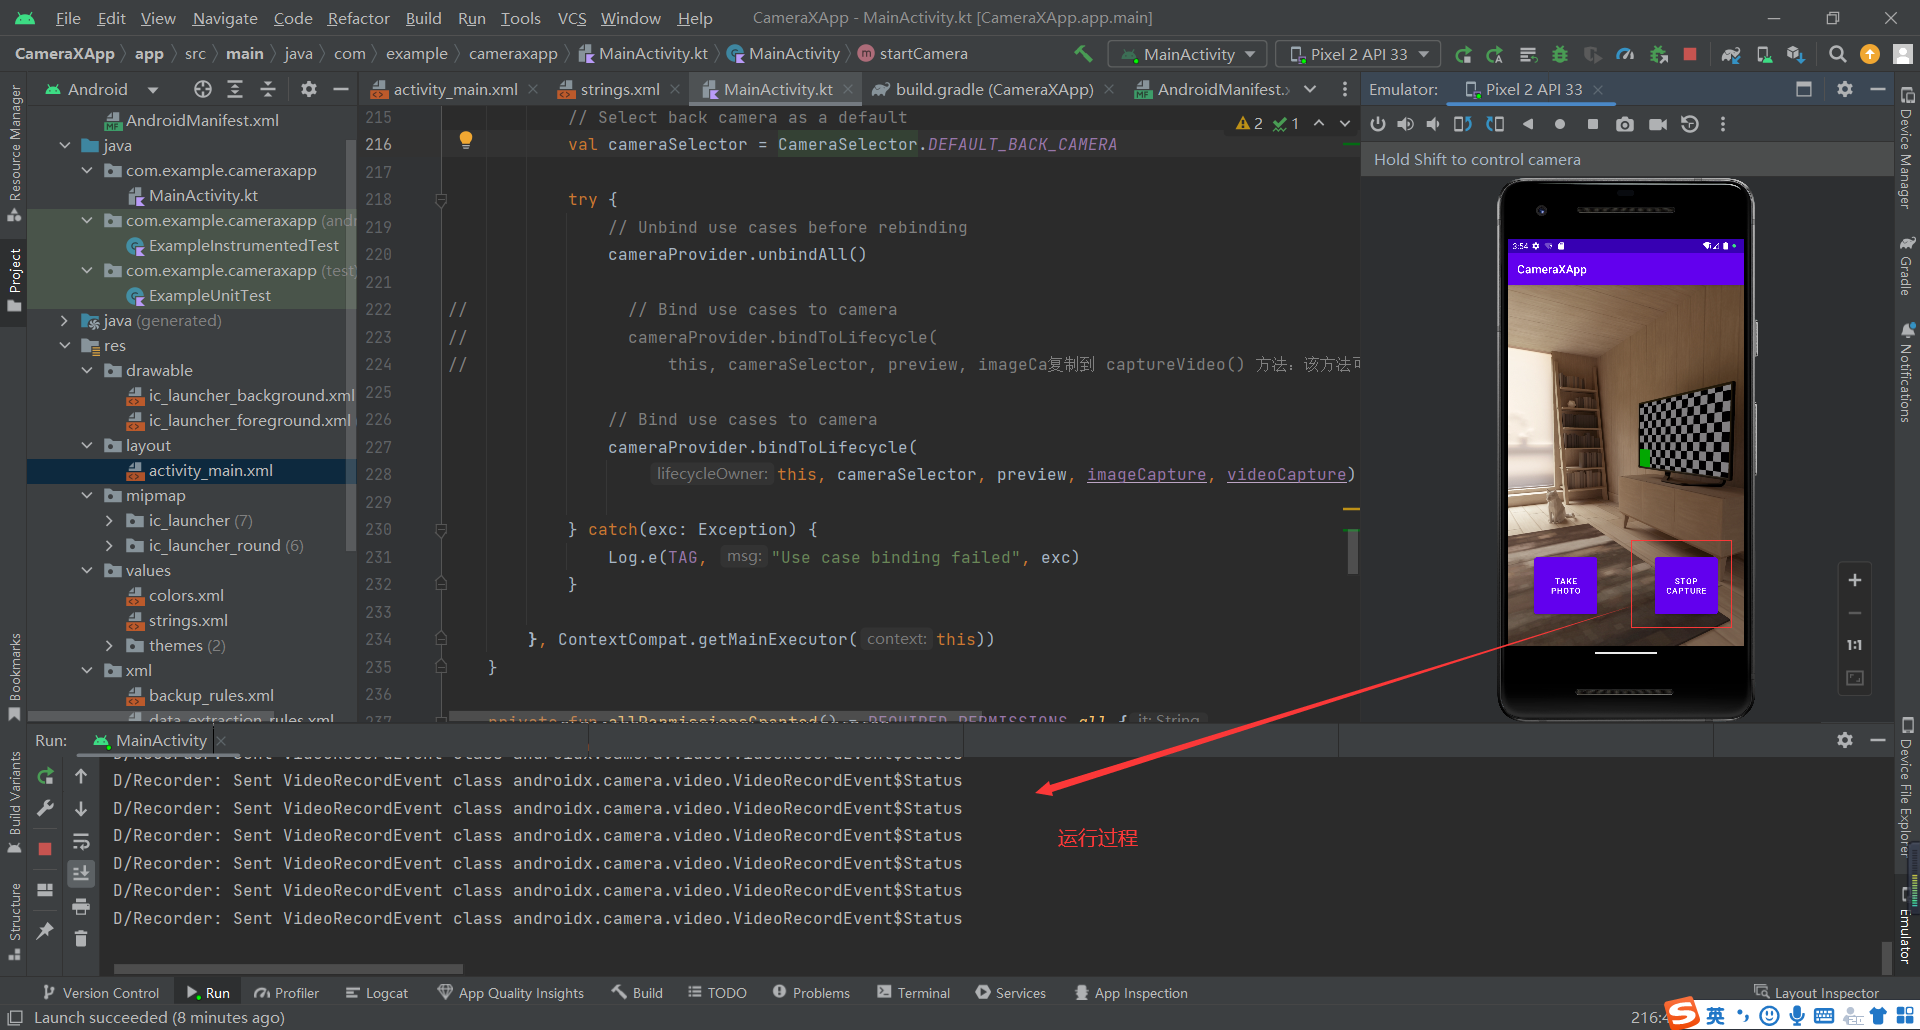 File Edit View Navigate Code Refactor Build Run Tools VCS Window Help CameraXApp - MainActivity.kt [CameraXApp.app.main]
CameraXApp app src main java com example cameraxapp MainActivity.kt MainActivity startCamera MainActivity Pixel 2 API 33
Android activity_main.xml strings.xml MainActivity.kt build.gradle (CameraXApp) AndroidManifest. Emulator: Pixel 2 API 33
Resource Manager
Project
Bookmarks
Build Variants
Structure
AndroidManifest.xml
java
com.example.cameraxapp
MainActivity.kt
com.example.cameraxapp (andr
ExampleInstrumentedTest
com.example.cameraxapp (test
ExampleUnitTest
java (generated)
res
drawable
ic_launcher_background.xml
ic_launcher_foreground.xml
layout
activity_main.xml
mipmap
ic_launcher (7)
ic_launcher_round (6)
values
colors.xml
strings.xml
themes (2)
xml
backup_rules.xml
data_extraction_rules.xml
2 1
215 // Select back camera as a default
216 val cameraSelector = CameraSelector.DEFAULT_BACK_CAMERA
217
218 try {
219 // Unbind use cases before rebinding
220 cameraProvider.unbindAll()
221
222 // // Bind use cases to camera
223 // cameraProvider.bindToLifecycle(
224 // this, cameraSelector, preview, imageCa复制到 captureVideo() 方法：该方法可
225
226 // Bind use cases to camera
227 cameraProvider.bindToLifecycle(
228 lifecycleOwner: this, cameraSelector, preview, imageCapture, videoCapture)
229
230 } catch(exc: Exception) {
231 Log.e(TAG, msg: "Use case binding failed", exc)
232 }
233
234 }, ContextCompat.getMainExecutor( context: this))
235 }
236
237 private fun allPermissionsGranted() = REQUIRED_PERMISSIONS.all { it: String
Hold Shift to control camera
3:54
CameraXApp
TAKE
PHOTO
STOP
CAPTURE
1:1
Device Manager
Gradle
Notifications
Device File Explorer
Emulator
Run: MainActivity
D/Recorder: Sent VideoRecordEvent class androidx.camera.video.VideoRecordEvent$Status
D/Recorder: Sent VideoRecordEvent class androidx.camera.video.VideoRecordEvent$Status
D/Recorder: Sent VideoRecordEvent class androidx.camera.video.VideoRecordEvent$Status
D/Recorder: Sent VideoRecordEvent class androidx.camera.video.VideoRecordEvent$Status
D/Recorder: Sent VideoRecordEvent class androidx.camera.video.VideoRecordEvent$Status
D/Recorder: Sent VideoRecordEvent class androidx.camera.video.VideoRecordEvent$Status
D/Recorder: Sent VideoRecordEvent class androidx.camera.video.VideoRecordEvent$Status
运行过程
Version Control Run Profiler Logcat App Quality Insights Build TODO Problems Terminal Services App Inspection Layout Inspector
Launch succeeded (8 minutes ago) 216:4
英